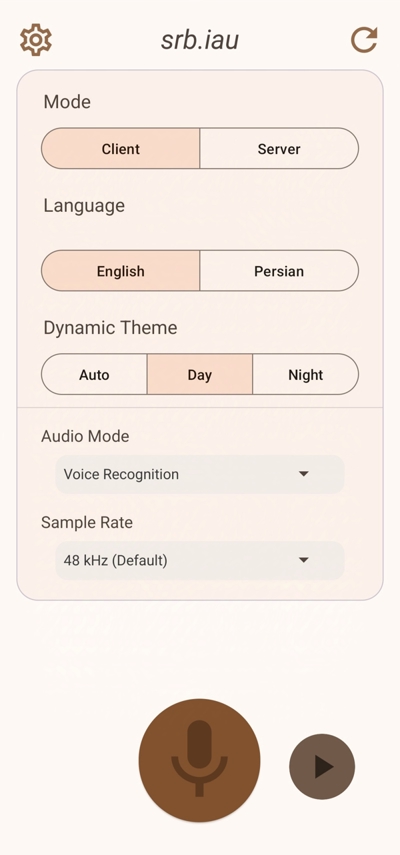 srb.iau
Mode
Client Server
Language
English Persian
Dynamic Theme
Auto Day Night
Audio Mode
Voice Recognition
Sample Rate
48 kHz (Default)